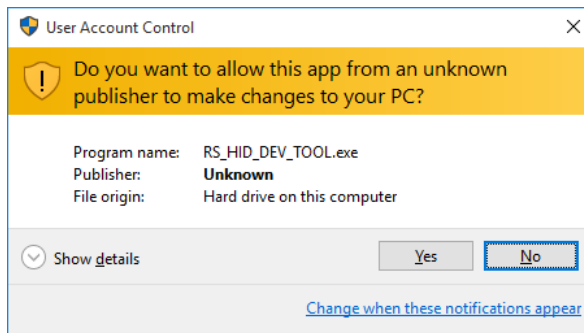 User Account Control
Do you want to allow this app from an unknown
publisher to make changes to your PC?
Program name: RS_HID_DEV_TOOL.exe
Publisher: Unknown
File origin: Hard drive on this computer
Show details
Yes
No
Change when these notifications appear